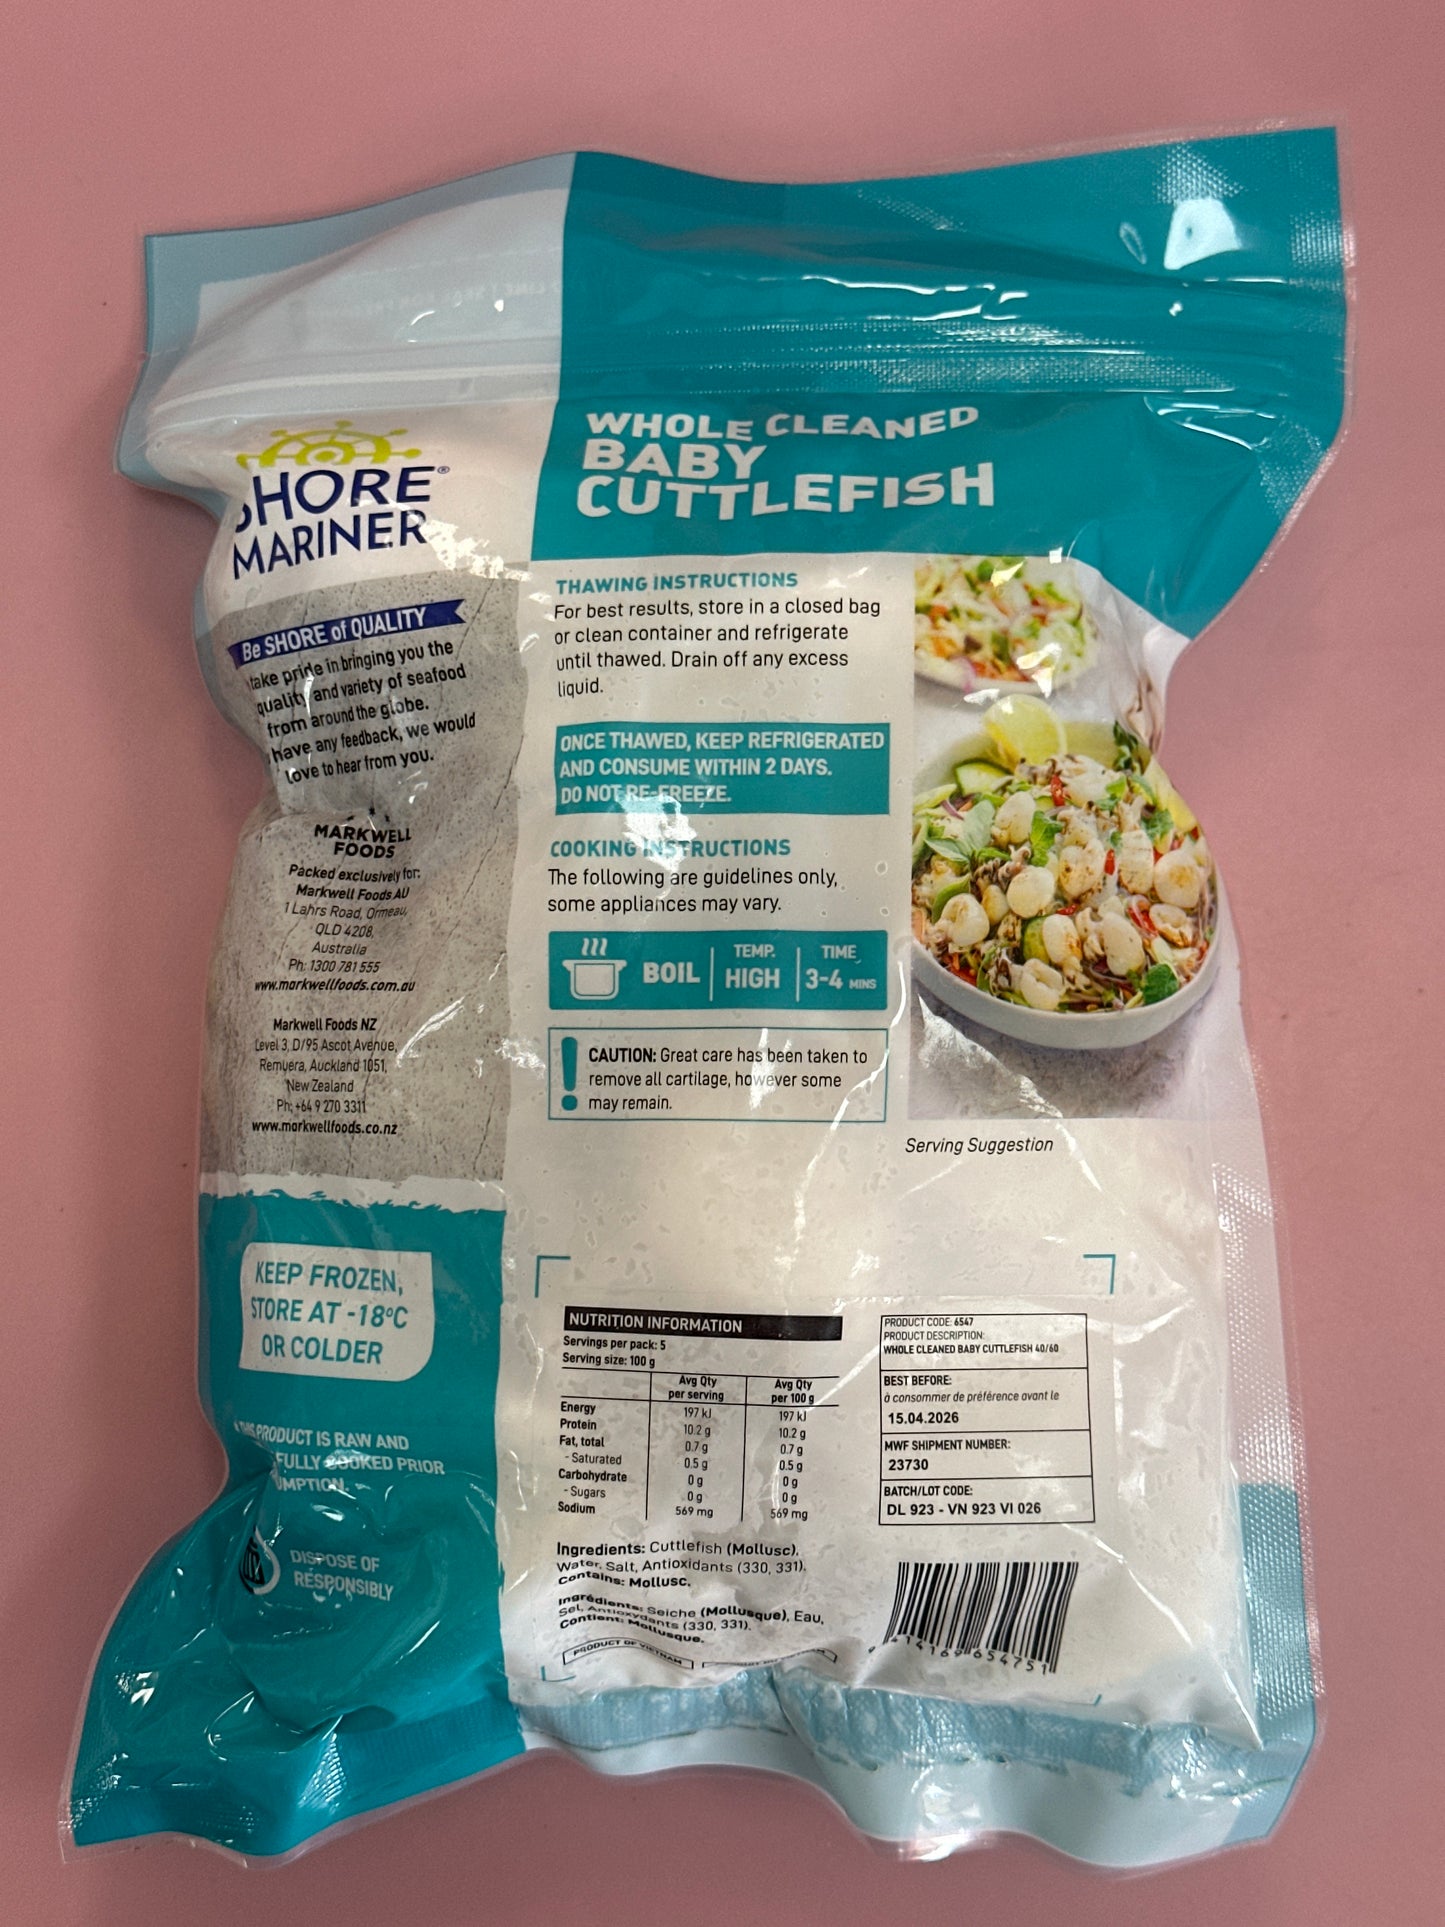 SHORE®
MARINER
Be SHORE of QUALITY
take pride in bringing you the
quality and variety of seafood
from around the globe.
have any feedback, we would
love to hear from you.
MARKWELL
FOODS
Packed exclusively for:
Markwell Foods AU
1 Lahrs Road, Ormeau,
QLD 4208,
Australia
Ph: 1300 781 555
www.markwellfoods.com.au
Markwell Foods NZ
Level 3, D/95 Ascot Avenue,
Remuera, Auckland 1051,
New Zealand
Ph: +64 9 270 3311
www.markwellfoods.co.nz
KEEP FROZEN,
STORE AT -18ºC
OR COLDER
THIS PRODUCT IS RAW AND
FULLY COOKED PRIOR
UMPTION.
DISPOSE OF
RESPONSIBLY
WHOLE CLEANED
BABY
CUTTLEFISH
THAWING INSTRUCTIONS
For best results, store in a closed bag
or clean container and refrigerate
until thawed. Drain off any excess
liquid.
ONCE THAWED, KEEP REFRIGERATED
AND CONSUME WITHIN 2 DAYS.
DO NOT RE-FREEZE.
COOKING INSTRUCTIONS
The following are guidelines only,
some appliances may vary.
BOIL TEMP. HIGH TIME 3-4 MINS
! CAUTION: Great care has been taken to
remove all cartilage, however some
may remain.
Serving Suggestion
NUTRITION INFORMATION
Servings per pack: 5
Serving size: 100 g
Avg Qty per serving Avg Qty per 100 g
Energy 197 kJ 197 kJ
Protein 10.2 g 10.2 g
Fat, total 0.7 g 0.7 g
- Saturated 0.5 g 0.5 g
Carbohydrate 0 g 0 g
- Sugars 0 g 0 g
Sodium 569 mg 569 mg
Ingredients: Cuttlefish (Mollusc),
Water, Salt, Antioxidants (330, 331).
Contains: Mollusc.
Ingrédients: Seiche (Mollusque), Eau,
Sel, Antioxydants (330, 331).
Contient: Mollusque.
PRODUCT OF VIETNAM
PRODUCT CODE: 6547
PRODUCT DESCRIPTION:
WHOLE CLEANED BABY CUTTLEFISH 40/60
BEST BEFORE:
à consommer de préférence avant le
15.04.2026
MWF SHIPMENT NUMBER:
23730
BATCH/LOT CODE:
DL 923 - VN 923 VI 026
9 414169 654751